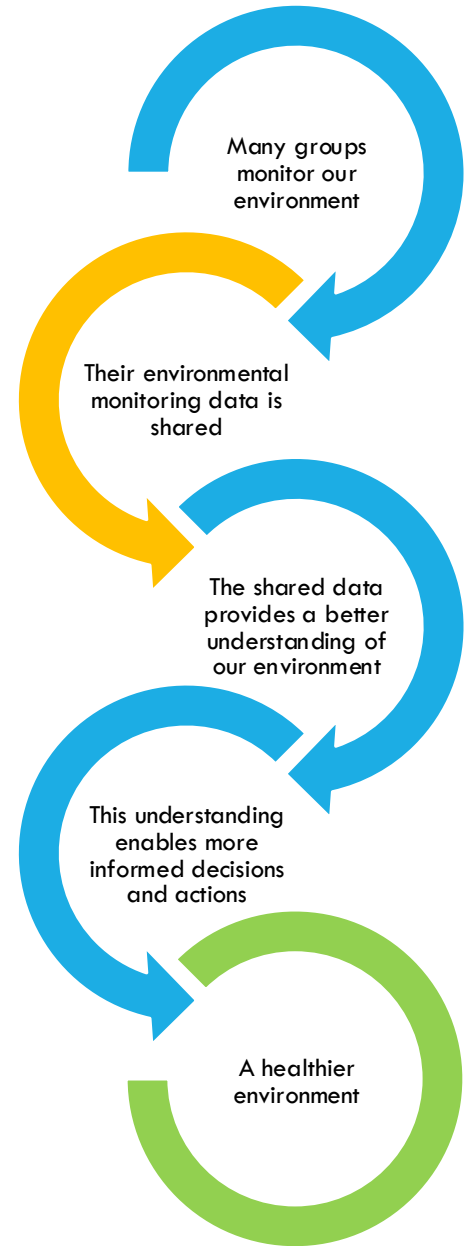 Many groups
monitor our
environment
Their environmental
monitoring data is
shared
The shared data
provides a better
understanding of
our environment
This understanding
enables more
informed decisions
and actions
A healthier
environment